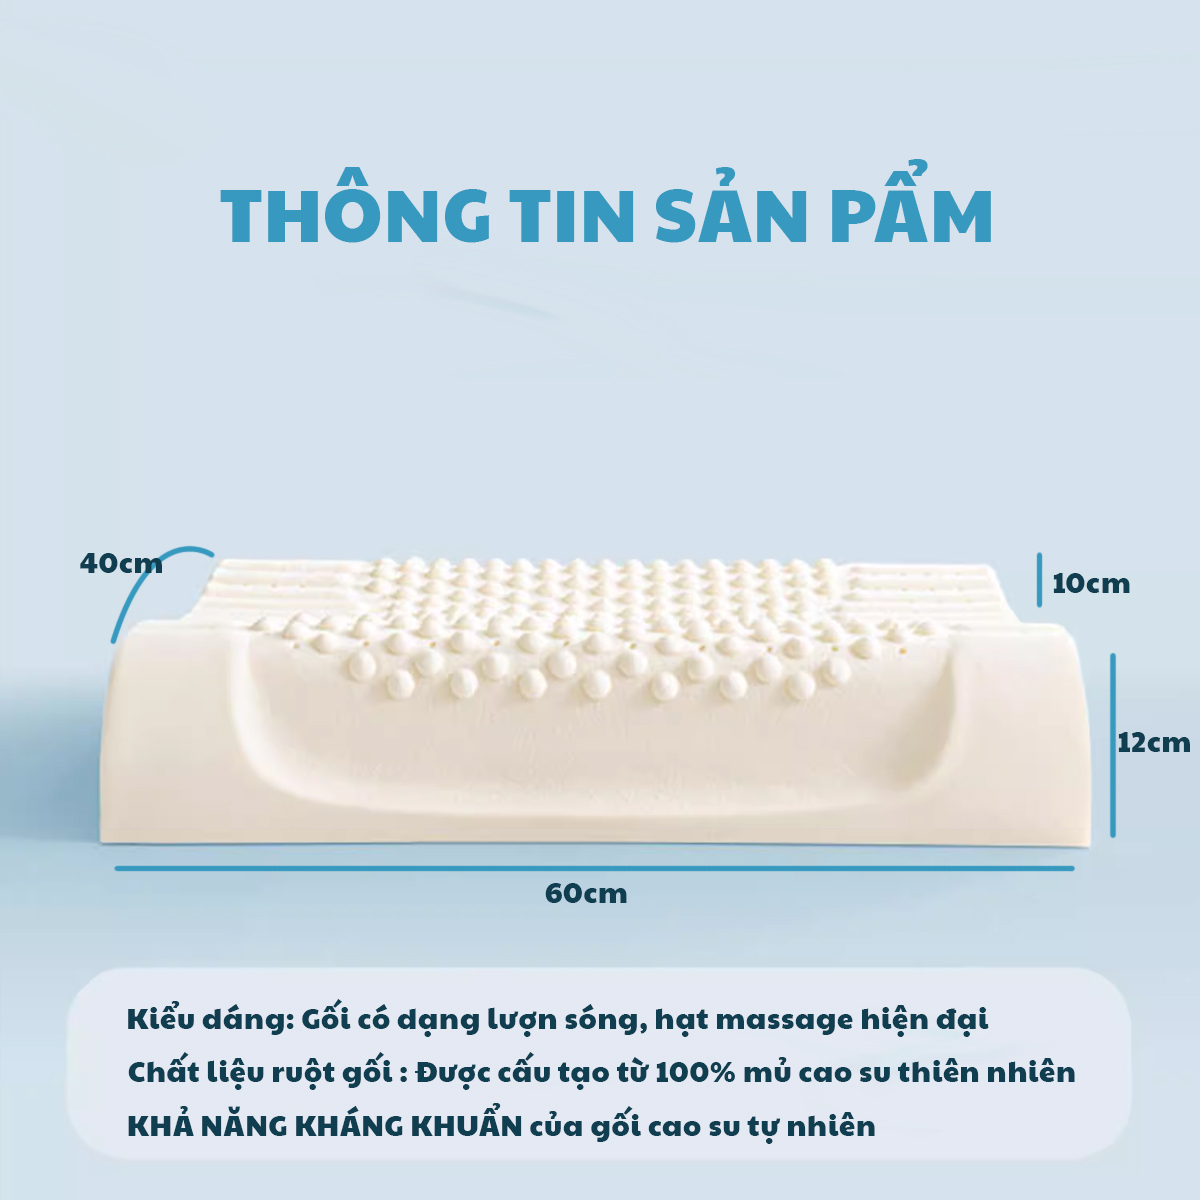 THÔNG TIN SẢN PẨM
40cm
10cm
12cm
60cm
Kiểu dáng: Gối có dạng lượn sóng, hạt massage hiện đại
Chất liệu ruột gối : Được cấu tạo từ 100% mủ cao su thiên nhiên
KHẢ NĂNG KHÁNG KHUẨN của gối cao su tự nhiên